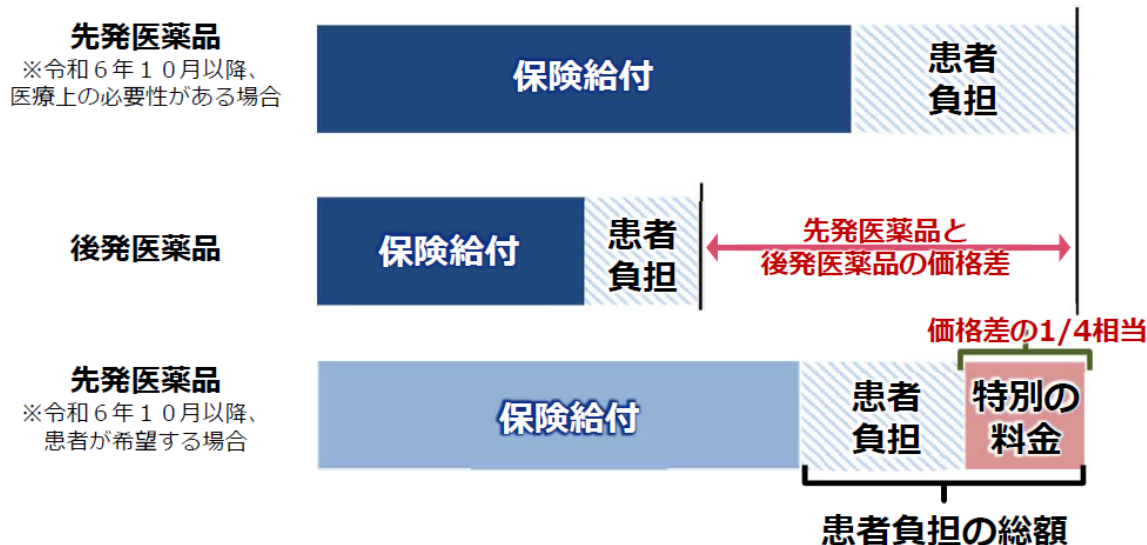 先発医薬品
※令和６年１０月以降、
医療上の必要性がある場合
保険給付
患者
負担
後発医薬品
保険給付
患者
負担
先発医薬品と
後発医薬品の価格差
価格差の1/4相当
先発医薬品
※令和６年１０月以降、
患者が希望する場合
保険給付
患者
負担
特別の
料金
患者負担の総額